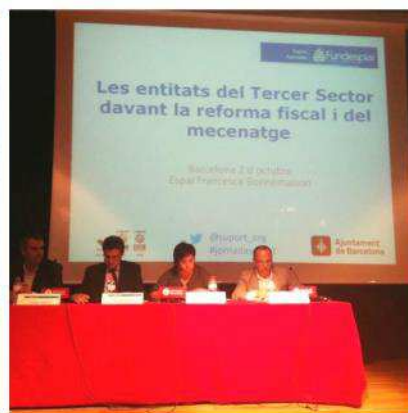 Fundesplai
Les entitats del Tercer Sector
davant la reforma fiscal i del
mecenatge
Barcelona 2 d'octubre
Espai Francesca Bonnemaison
@suport_org
Ajuntament
de Barcelona